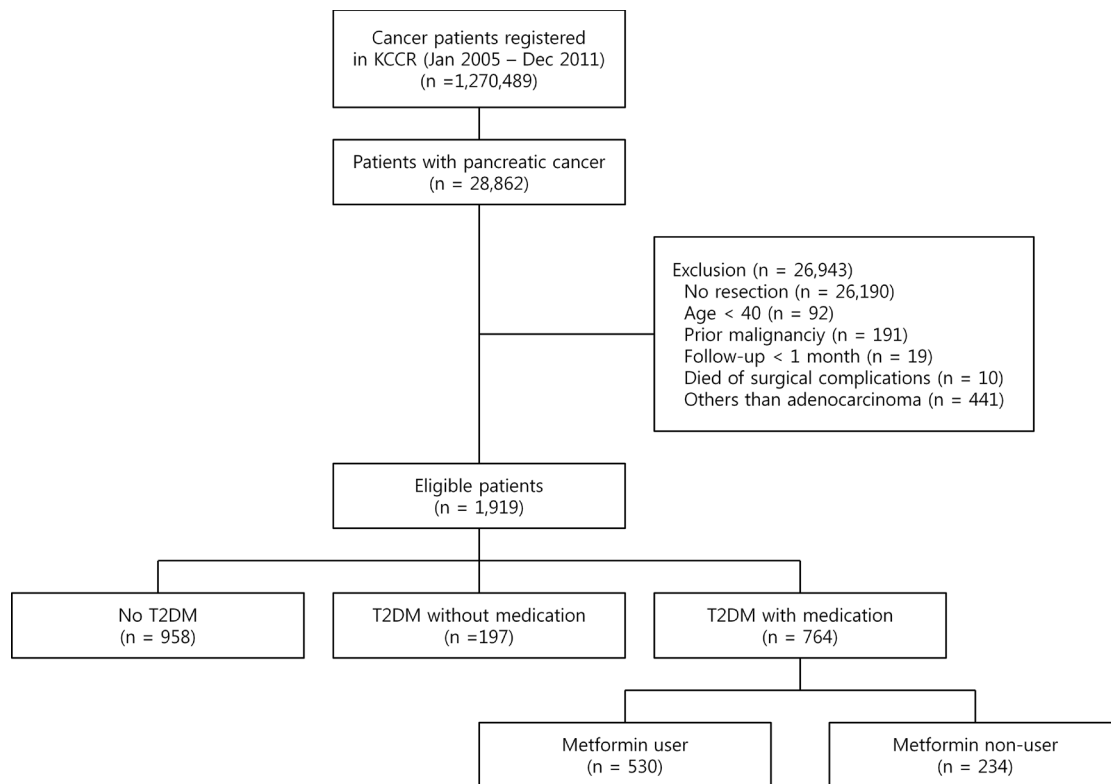 Cancer patients registered
in KCCR (Jan 2005 – Dec 2011)
(n =1,270,489)
Patients with pancreatic cancer
(n = 28,862)
Exclusion (n = 26,943)
No resection (n = 26,190)
Age < 40 (n = 92)
Prior malignanciy (n = 191)
Follow-up < 1 month (n = 19)
Died of surgical complications (n = 10)
Others than adenocarcinoma (n = 441)
Eligible patients
(n = 1,919)
No T2DM
(n = 958)
T2DM without medication
(n =197)
T2DM with medication
(n = 764)
Metformin user
(n = 530)
Metformin non-user
(n = 234)